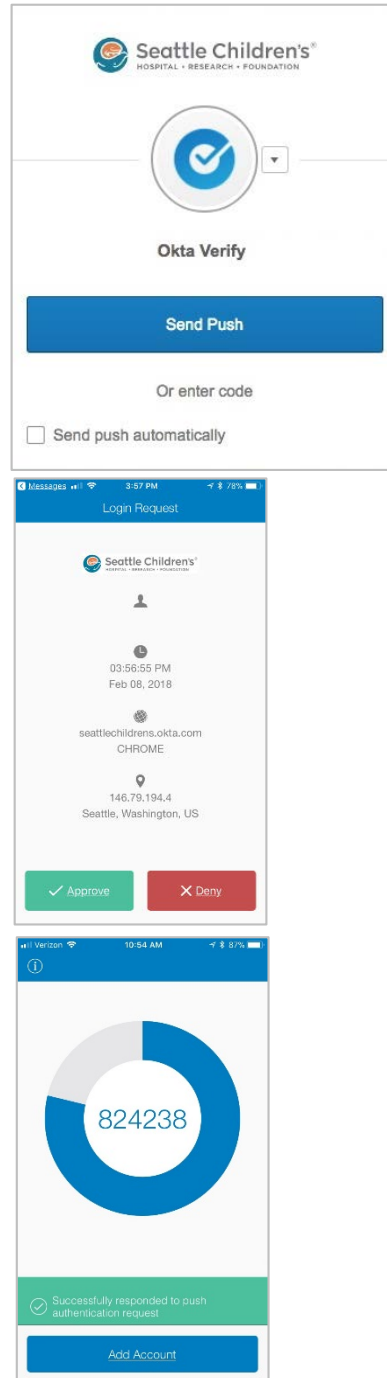 Seattle Children's®
HOSPITAL • RESEARCH • FOUNDATION
Okta Verify
Send Push
Or enter code
Send push automatically
Messages 3:57 PM 78%
Login Request
Seattle Children's®
HOSPITAL • RESEARCH • FOUNDATION
03:56:55 PM
Feb 08, 2018
seattlechildrens.okta.com
CHROME
146.79.194.4
Seattle, Washington, US
Approve Deny
Verizon 10:54 AM 87%
824238
Successfully responded to push
authentication request
Add Account